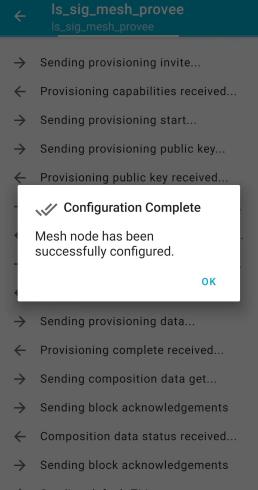 ls_sig_mesh_provee
ls_sig_mesh_provee
Sending provisioning invite...
Provisioning capabilities received...
Sending provisioning start...
Sending provisioning public key...
Provisioning public key received...
Configuration Complete
Mesh node has been
successfully configured.
OK
Sending provisioning data...
Provisioning complete received...
Sending composition data get...
Sending block acknowledgements
Composition data status received...
Sending block acknowledgements